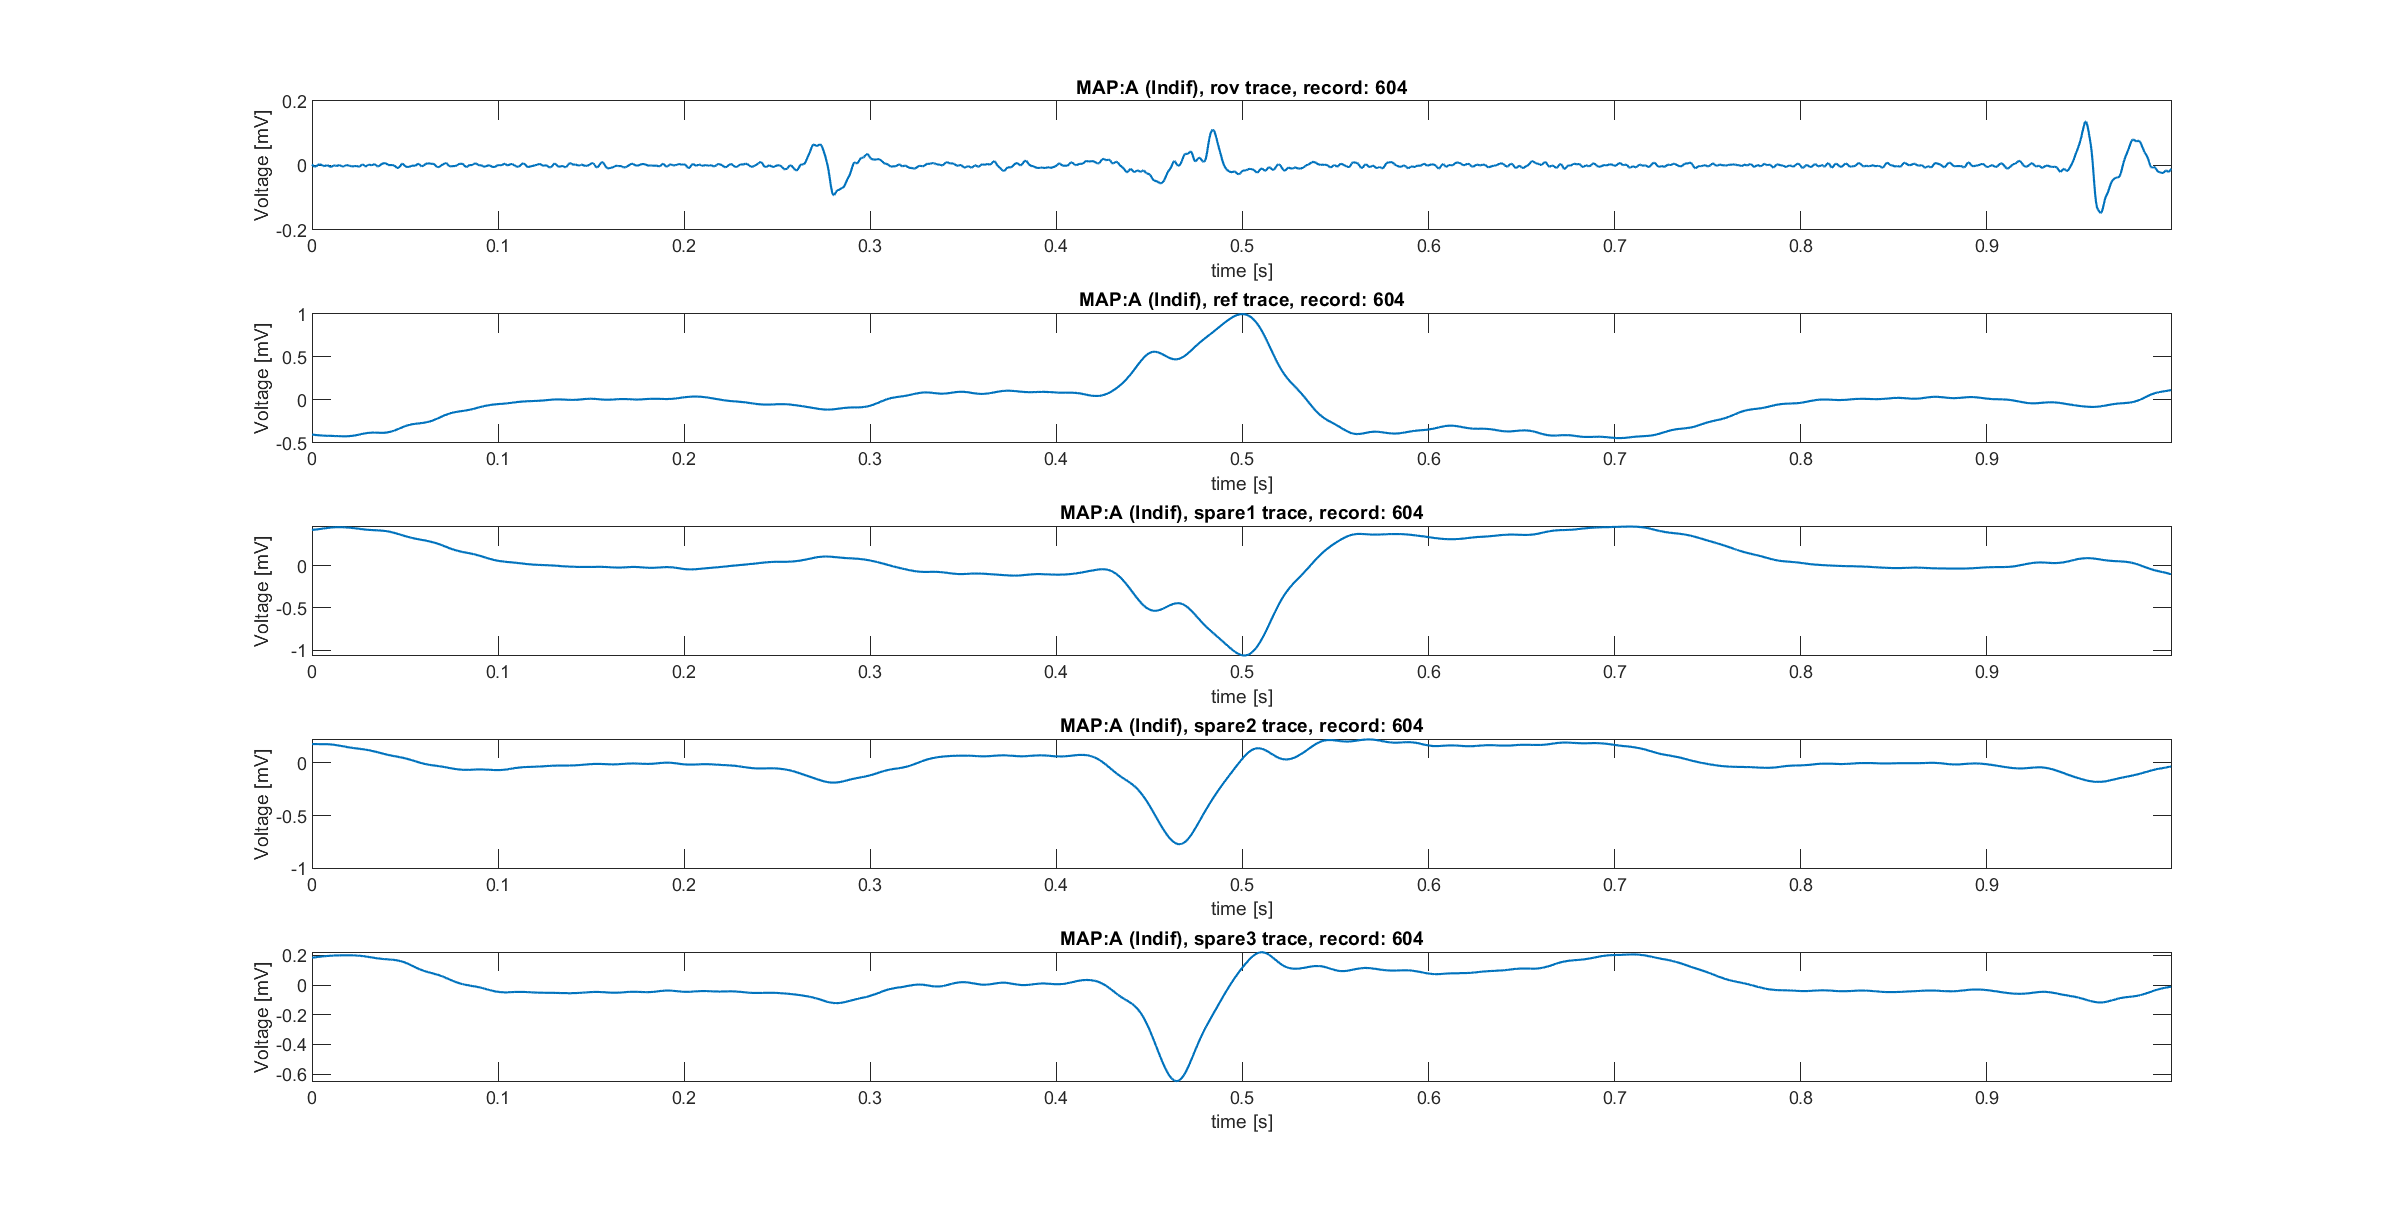 MAP:A (Indif), rov trace, record: 604
Voltage [mV]
0.2
0
-0.2
0 0.1 0.2 0.3 0.4 0.5 0.6 0.7 0.8 0.9
time [s]
MAP:A (Indif), ref trace, record: 604
Voltage [mV]
1
0.5
0
-0.5
0 0.1 0.2 0.3 0.4 0.5 0.6 0.7 0.8 0.9
time [s]
MAP:A (Indif), spare1 trace, record: 604
Voltage [mV]
0
-0.5
-1
0 0.1 0.2 0.3 0.4 0.5 0.6 0.7 0.8 0.9
time [s]
MAP:A (Indif), spare2 trace, record: 604
Voltage [mV]
0
-0.5
-1
0 0.1 0.2 0.3 0.4 0.5 0.6 0.7 0.8 0.9
time [s]
MAP:A (Indif), spare3 trace, record: 604
Voltage [mV]
0.2
0
-0.2
-0.4
-0.6
0 0.1 0.2 0.3 0.4 0.5 0.6 0.7 0.8 0.9
time [s]